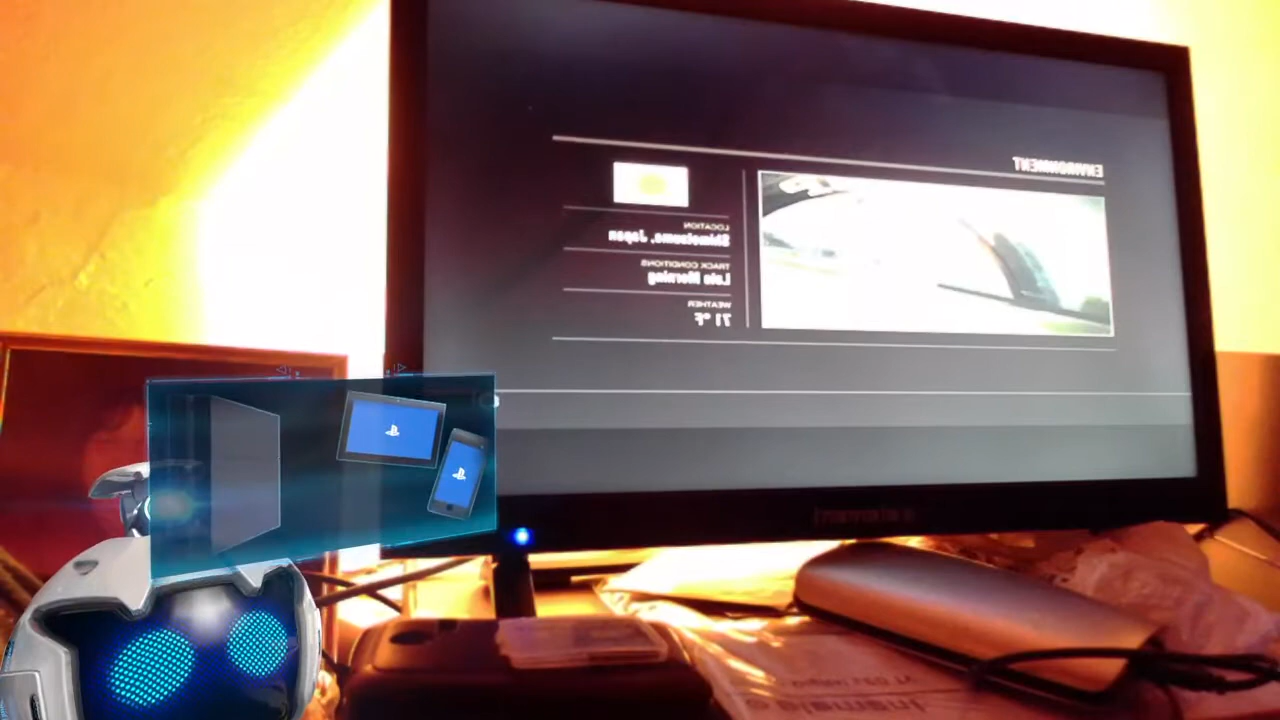 ENVIRONMENT
LOCATION
Shimotsuma, Japan
TRACK CONDITIONS
Late Morning
WEATHER
71 °F